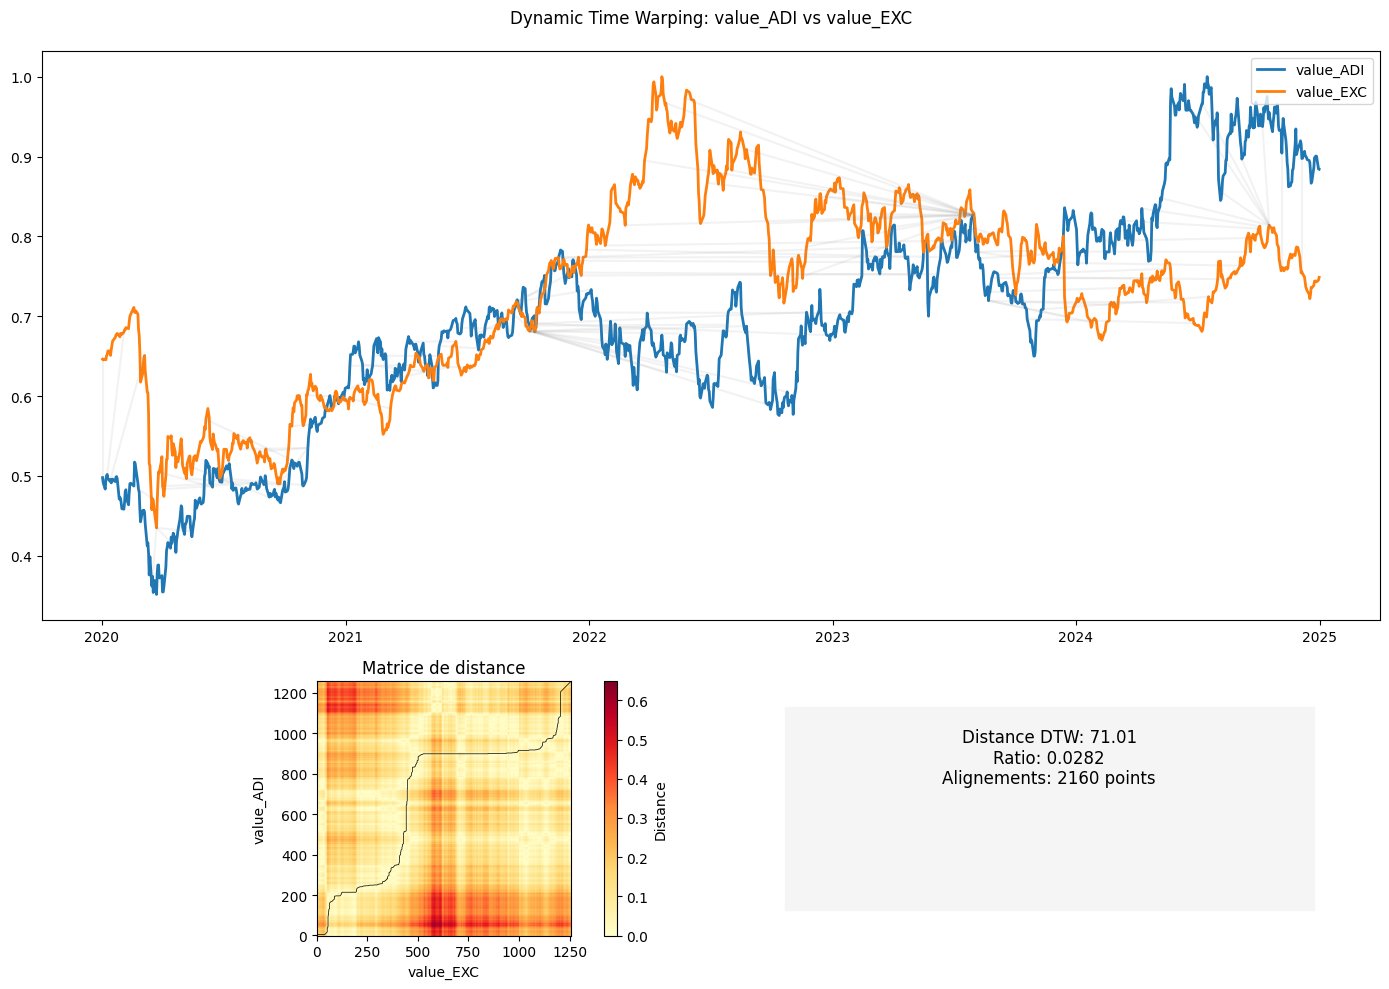 Dynamic Time Warping: value_ADI vs value_EXC
value_ADI
value_EXC
1.0
0.9
0.8
0.7
0.6
0.5
0.4
2020 2021 2022 2023 2024 2025
Matrice de distance
1200
1000
800
600
400
200
0
value_ADI
0 250 500 750 1000 1250
value_EXC
0.6
0.5
0.4
0.3
0.2
0.1
0.0
Distance
Distance DTW: 71.01
Ratio: 0.0282
Alignements: 2160 points